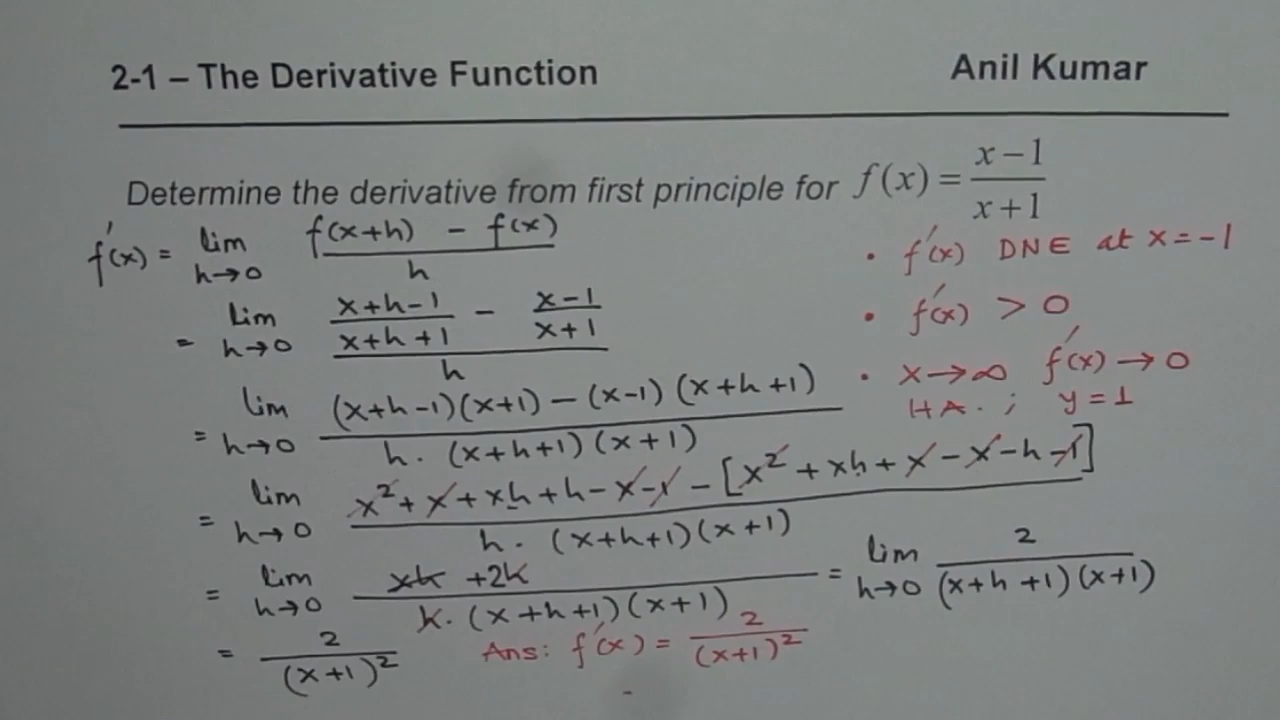 2-1 – The Derivative Function Anil Kumar
Determine the derivative from first principle for f(x) = (x-1)/(x+1)
f'(x) = lim h→0 (f(x+h) - f(x))/h
• f'(x) DNE at x = -1
= lim h→0 ((x+h-1)/(x+h+1) - (x-1)/(x+1))/h
• f'(x) > 0
= lim h→0 ((x+h-1)(x+1) - (x-1)(x+h+1))/(h·(x+h+1)(x+1))
• x→∞ f'(x)→0
HA. ; y = 1
= lim h→0 (x²+x+xh+h-x-1-[x²+xh+x-x-h-1])/(h·(x+h+1)(x+1))
= lim h→0 (xh+2h)/(h·(x+h+1)(x+1)) = lim h→0 2/((x+h+1)(x+1))
= 2/(x+1)² Ans: f'(x) = 2/(x+1)²